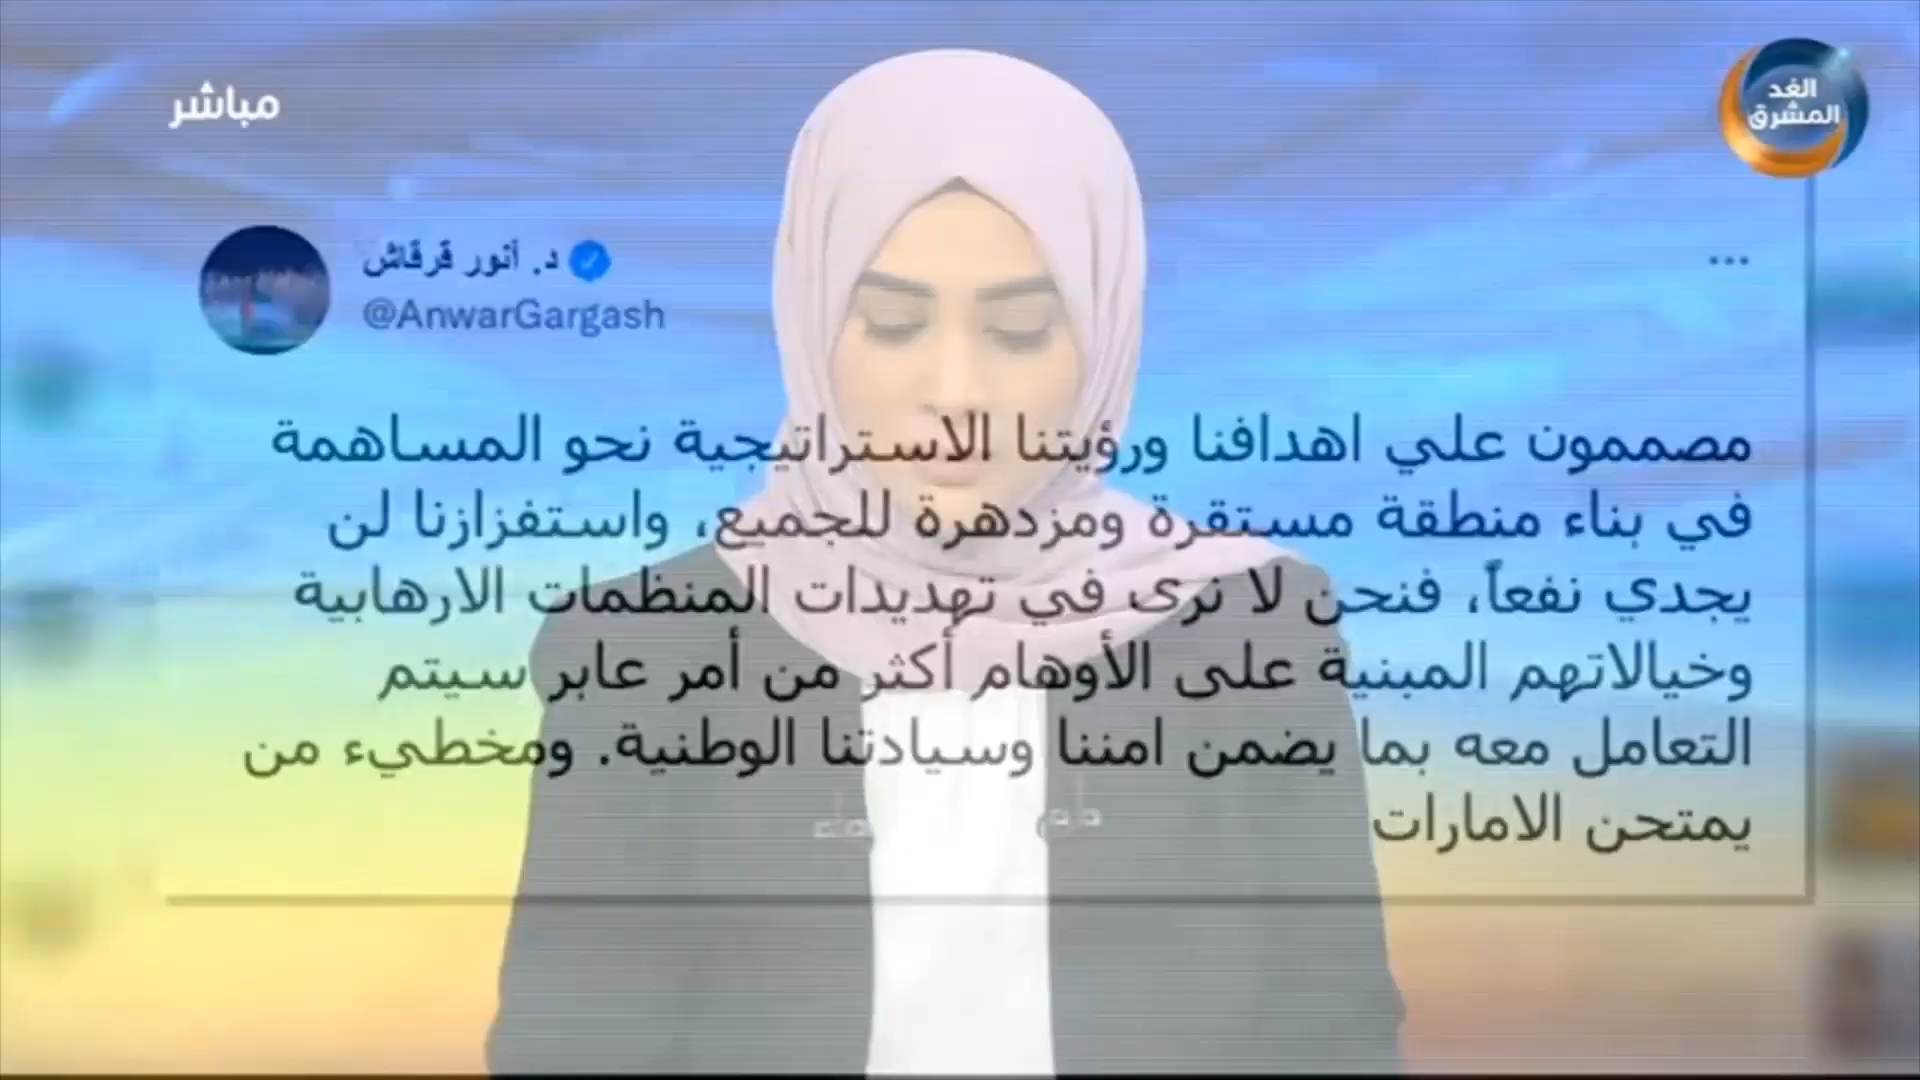 مباشر
الغد
المشرق
د. أنور قرقاش
@AnwarGargash
مصممون علي اهدافنا ورؤيتنا الاستراتيجية نحو المساهمة
في بناء منطقة مستقرة ومزدهرة للجميع، واستفزازنا لن
يجدي نفعاً، فنحن لا نرى في تهديدات المنظمات الارهابية
وخيالاتهم المبنية على الأوهام أكثر من أمر عابر سيتم
التعامل معه بما يضمن امننا وسيادتنا الوطنية. ومخطيء من
يمتحن الامارات